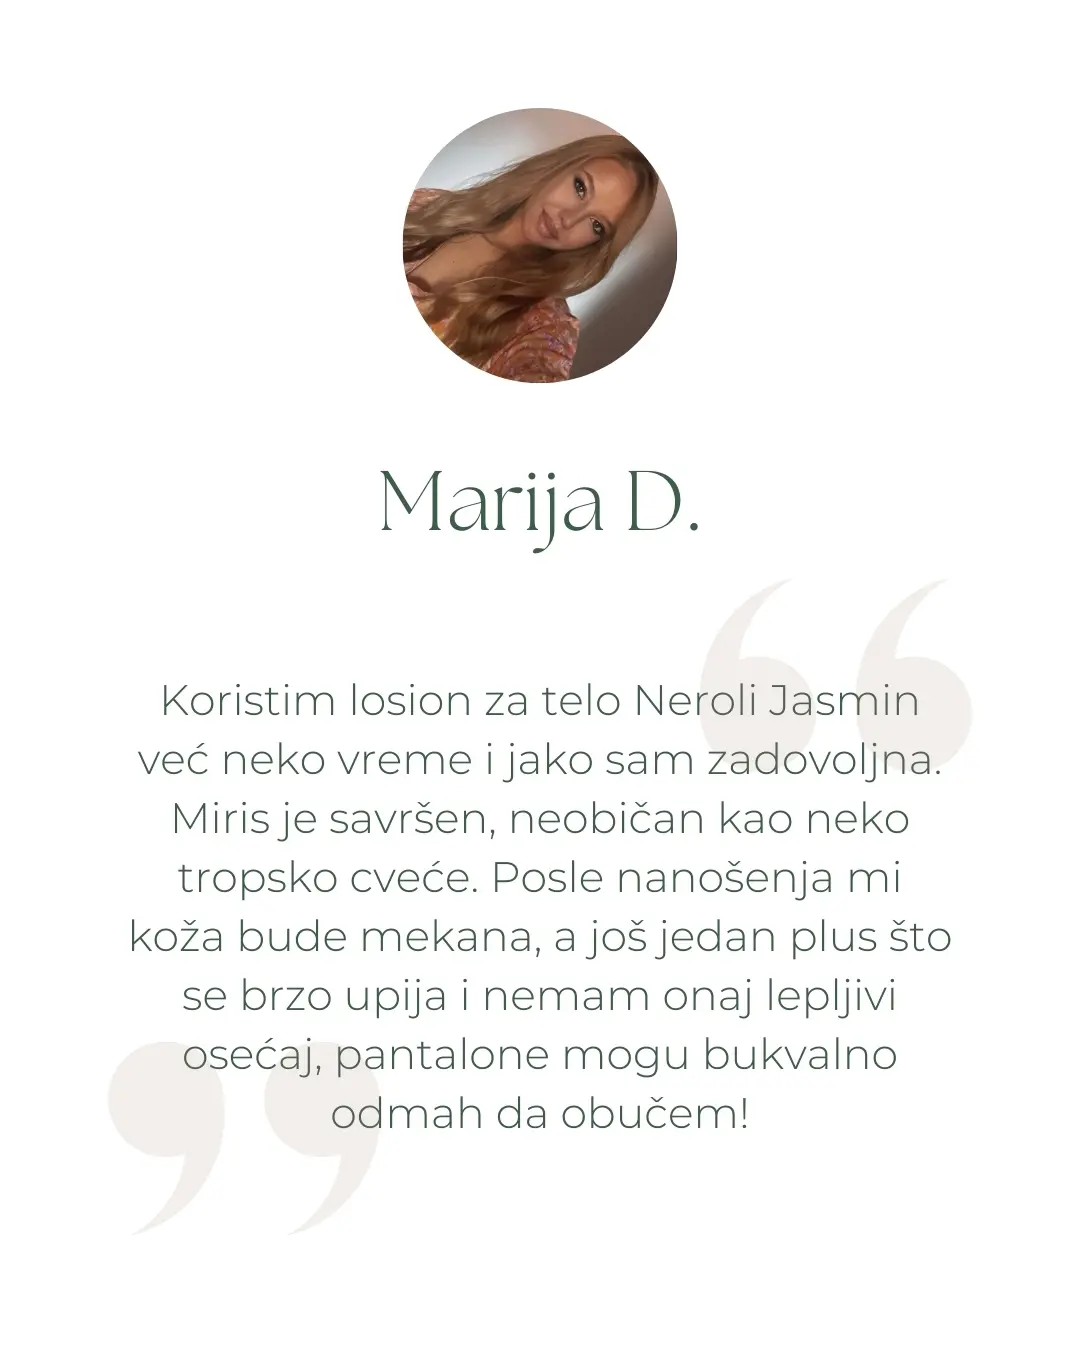 Marija D.
Koristim losion za telo Neroli Jasmin
već neko vreme i jako sam zadovoljna.
Miris je savršen, neobičan kao neko
tropsko cveće. Posle nanošenja mi
koža bude mekana, a još jedan plus što
se brzo upija i nemam onaj lepljivi
osećaj, pantalone mogu bukvalno
odmah da obučem!